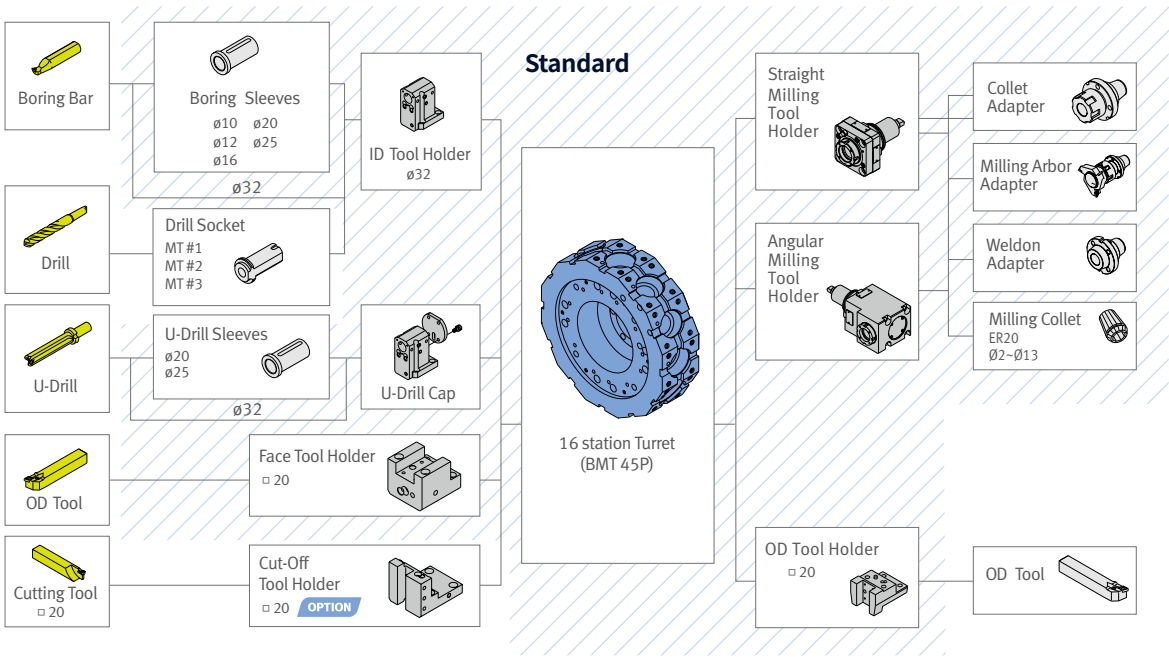 Standard
Boring Bar
Boring Sleeves
ø10 ø20
ø12 ø25
ø16
ø32
ID Tool Holder
ø32
Drill
Drill Socket
MT #1
MT #2
MT #3
U-Drill
U-Drill Sleeves
ø20
ø25
ø32
U-Drill Cap
OD Tool
Face Tool Holder
□ 20
Cutting Tool
□ 20
Cut-Off
Tool Holder
□ 20 OPTION
16 station Turret
(BMT 45P)
Straight
Milling
Tool
Holder
Angular
Milling
Tool
Holder
Collet
Adapter
Milling Arbor
Adapter
Weldon
Adapter
Milling Collet
ER20
Ø2~Ø13
OD Tool Holder
□ 20
OD Tool